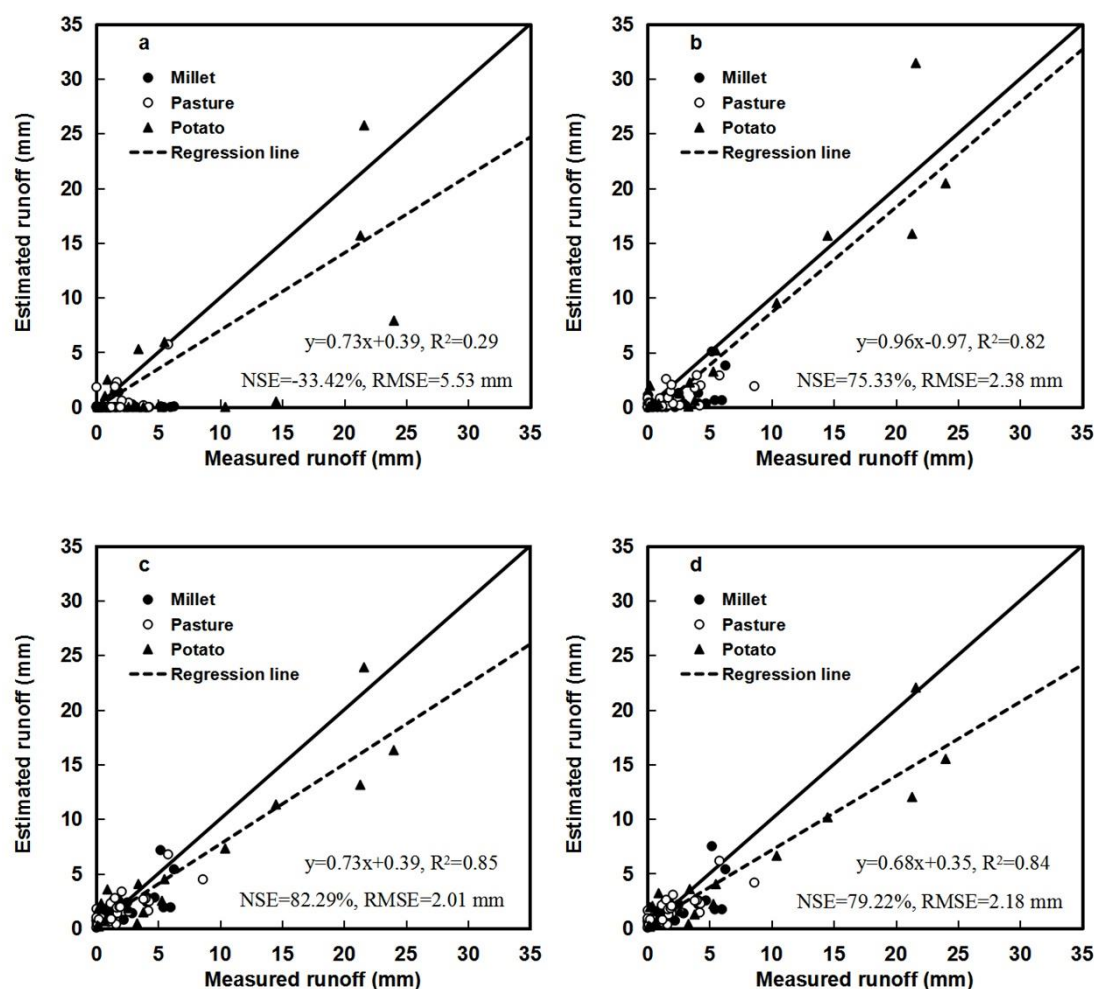 a
Millet
Pasture
Potato
Regression line
y=0.73x+0.39, R²=0.29
NSE=-33.42%, RMSE=5.53 mm
35
30
25
20
15
10
5
0
0 5 10 15 20 25 30 35
Estimated runoff (mm)
Measured runoff (mm)
b
Millet
Pasture
Potato
Regression line
y=0.96x-0.97, R²=0.82
NSE=75.33%, RMSE=2.38 mm
35
30
25
20
15
10
5
0
0 5 10 15 20 25 30 35
Estimated runoff (mm)
Measured runoff (mm)
c
Millet
Pasture
Potato
Regression line
y=0.73x+0.39, R²=0.85
NSE=82.29%, RMSE=2.01 mm
35
30
25
20
15
10
5
0
0 5 10 15 20 25 30 35
Estimated runoff (mm)
Measured runoff (mm)
d
Millet
Pasture
Potato
Regression line
y=0.68x+0.35, R²=0.84
NSE=79.22%, RMSE=2.18 mm
35
30
25
20
15
10
5
0
0 5 10 15 20 25 30 35
Estimated runoff (mm)
Measured runoff (mm)